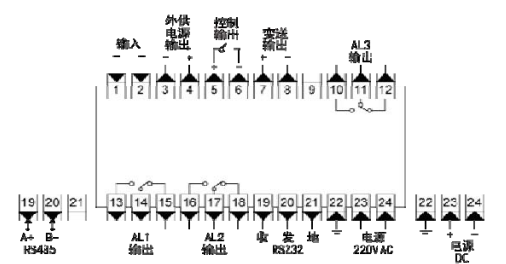 外供
电源
输出
控制
输出
变送
输出
输入
AL3
输出
− − − + + − + −
1 2 3 4 5 6 7 8 9 10 11 12
19 20 21
13 14 15 16 17 18 19 20 21 22 23 24
22 23 24
A+ B−
RS485
AL1
输出
AL2
输出
收 发 地
RS232
电源
220VAC
+ −
电源
DC